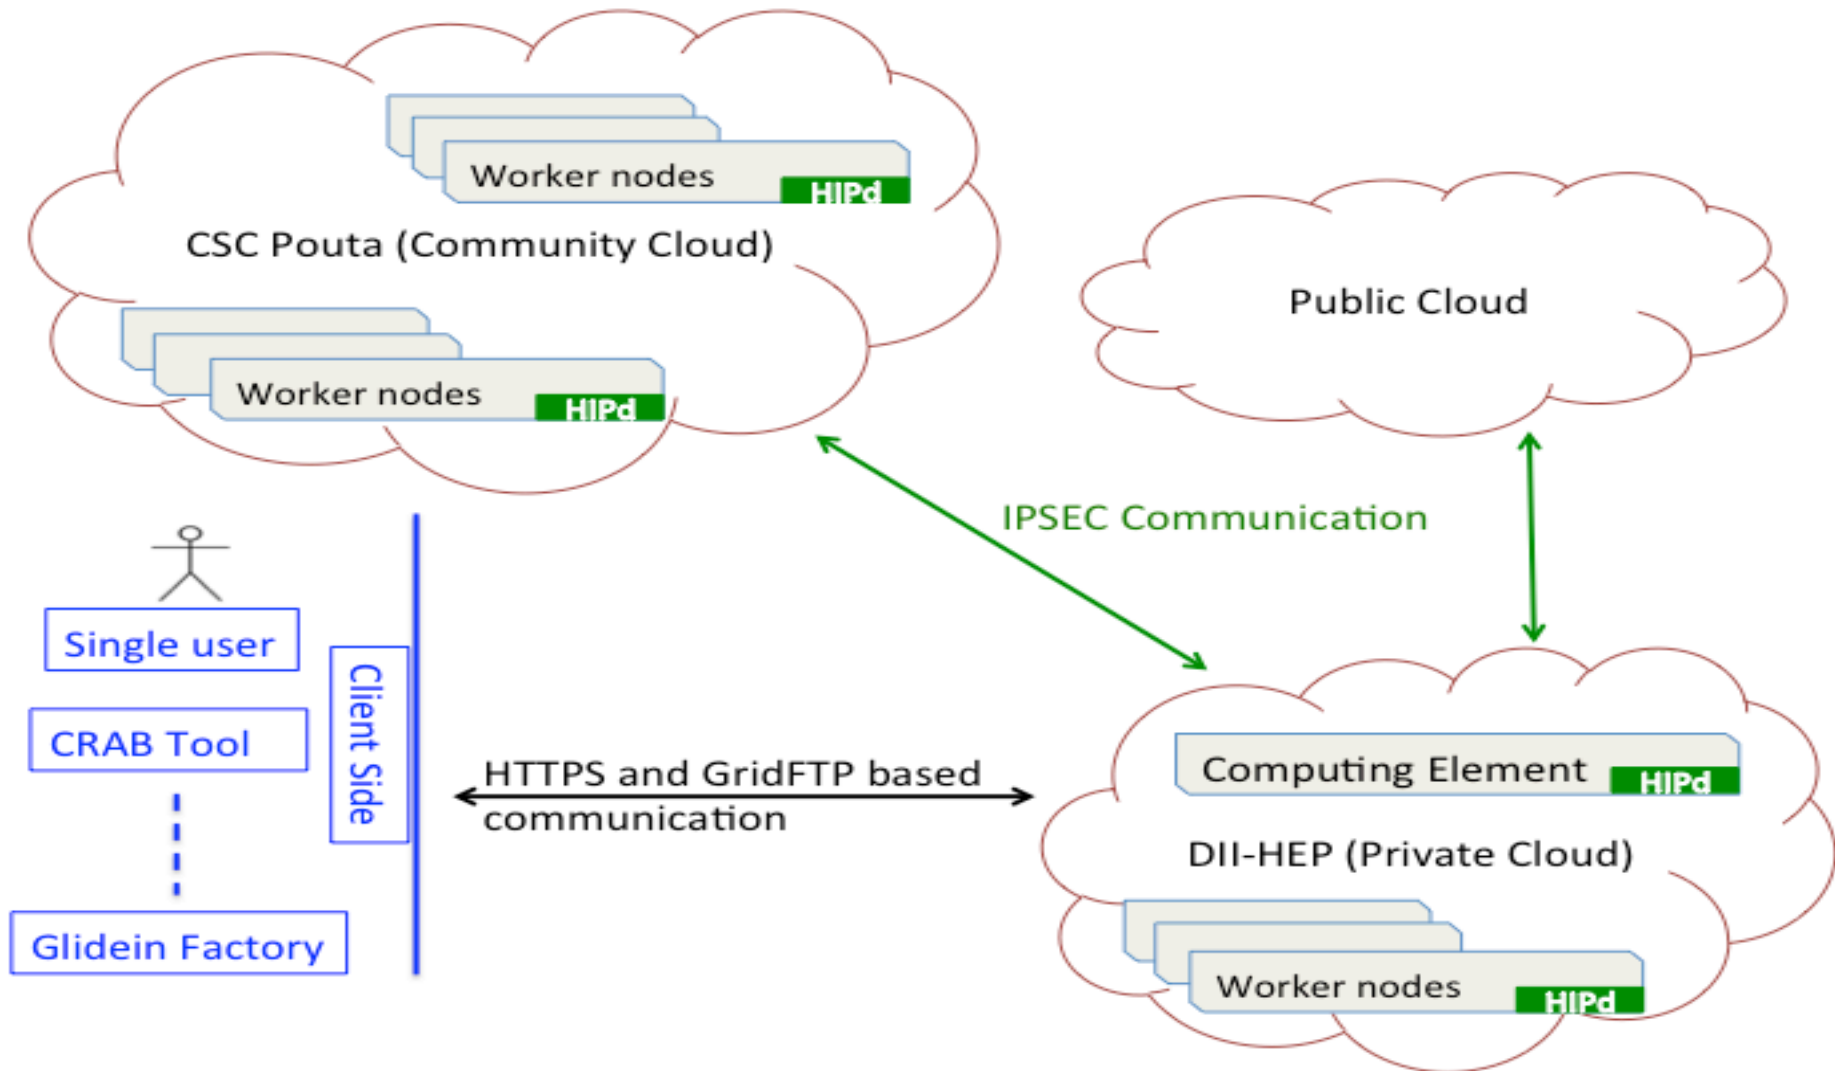 Worker nodes
HIPd
CSC Pouta (Community Cloud)
Worker nodes
HIPd
Public Cloud
IPSEC Communication
Single user
CRAB Tool
Glidein Factory
Client Side
HTTPS and GridFTP based
communication
Computing Element
HIPd
DII-HEP (Private Cloud)
Worker nodes
HIPd